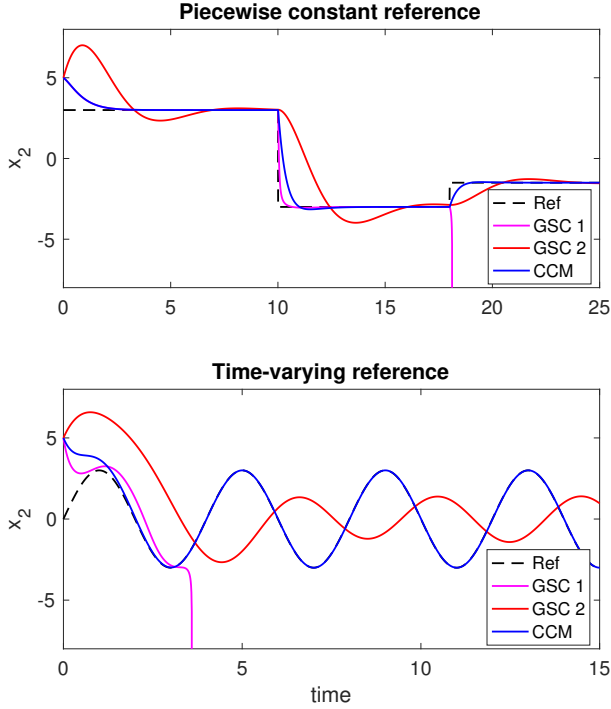 Piecewise constant reference
x2
5
0
-5
0
5
10
15
20
25
Ref
GSC 1
GSC 2
CCM
Time-varying reference
x2
5
0
-5
0
5
10
15
Ref
GSC 1
GSC 2
CCM
time